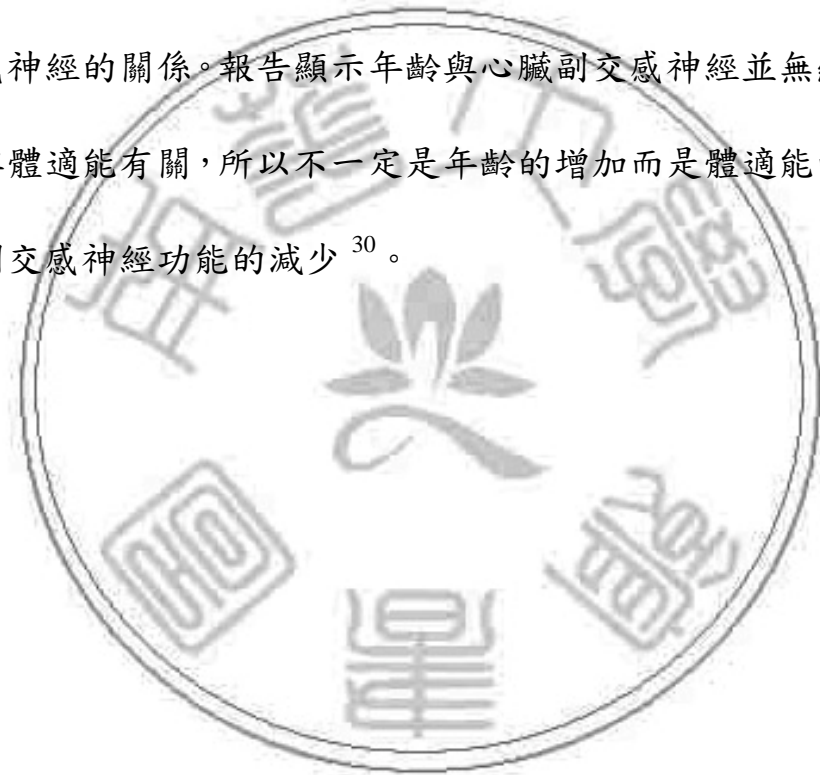 神經的關係。報告顯示年齡與心臟副交感神經並無
體適能有關，所以不一定是年齡的增加而是體適能
交感神經功能的減少 30。